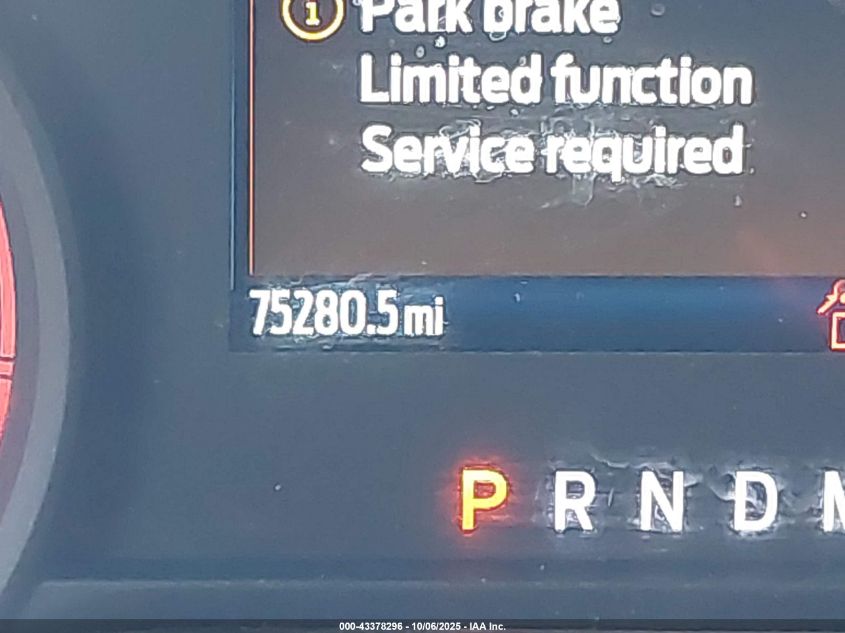 Park brake
Limited function
Service required
75280.5 mi
P R N D M
000-43378296 - 10/06/2025 - IAA Inc.